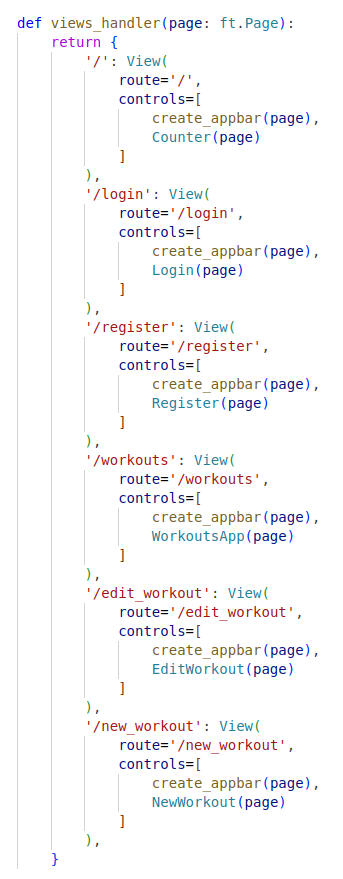 def views_handler(page: ft.Page):
    return {
        '/': View(
            route='/',
            controls=[
                create_appbar(page),
                Counter(page)
            ]
        ),
        '/login': View(
            route='/login',
            controls=[
                create_appbar(page),
                Login(page)
            ]
        ),
        '/register': View(
            route='/register',
            controls=[
                create_appbar(page),
                Register(page)
            ]
        ),
        '/workouts': View(
            route='/workouts',
            controls=[
                create_appbar(page),
                WorkoutsApp(page)
            ]
        ),
        '/edit_workout': View(
            route='/edit_workout',
            controls=[
                create_appbar(page),
                EditWorkout(page)
            ]
        ),
        '/new_workout': View(
            route='/new_workout',
            controls=[
                create_appbar(page),
                NewWorkout(page)
            ]
        ),
    }